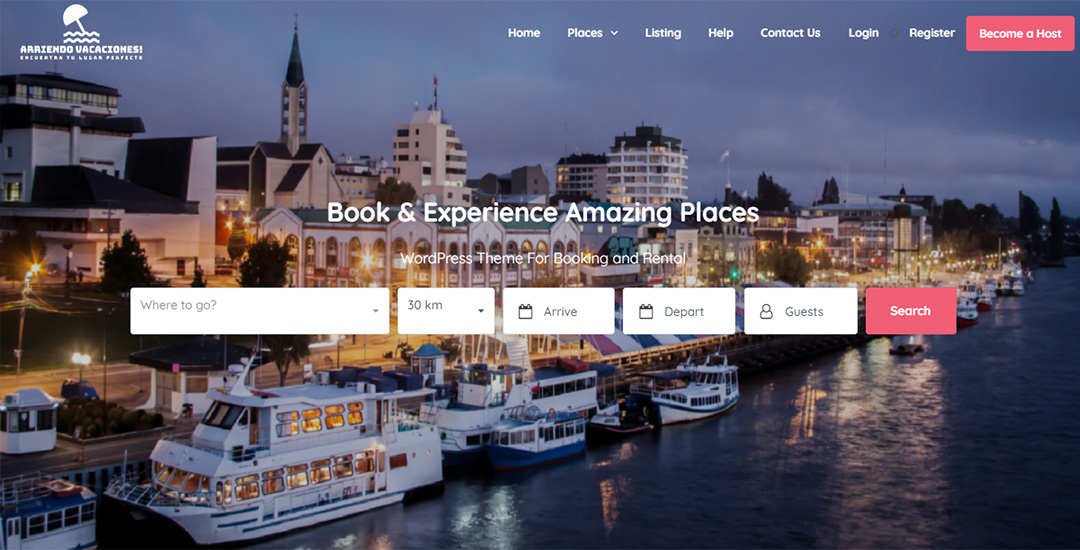 ARRIENDO VACACIONES!
ENCUENTRA TU LUGAR PERFECTO
Home Places Listing Help Contact Us Login Register Become a Host
Book & Experience Amazing Places
WordPress Theme For Booking and Rental
Where to go? 30 km Arrive Depart Guests Search